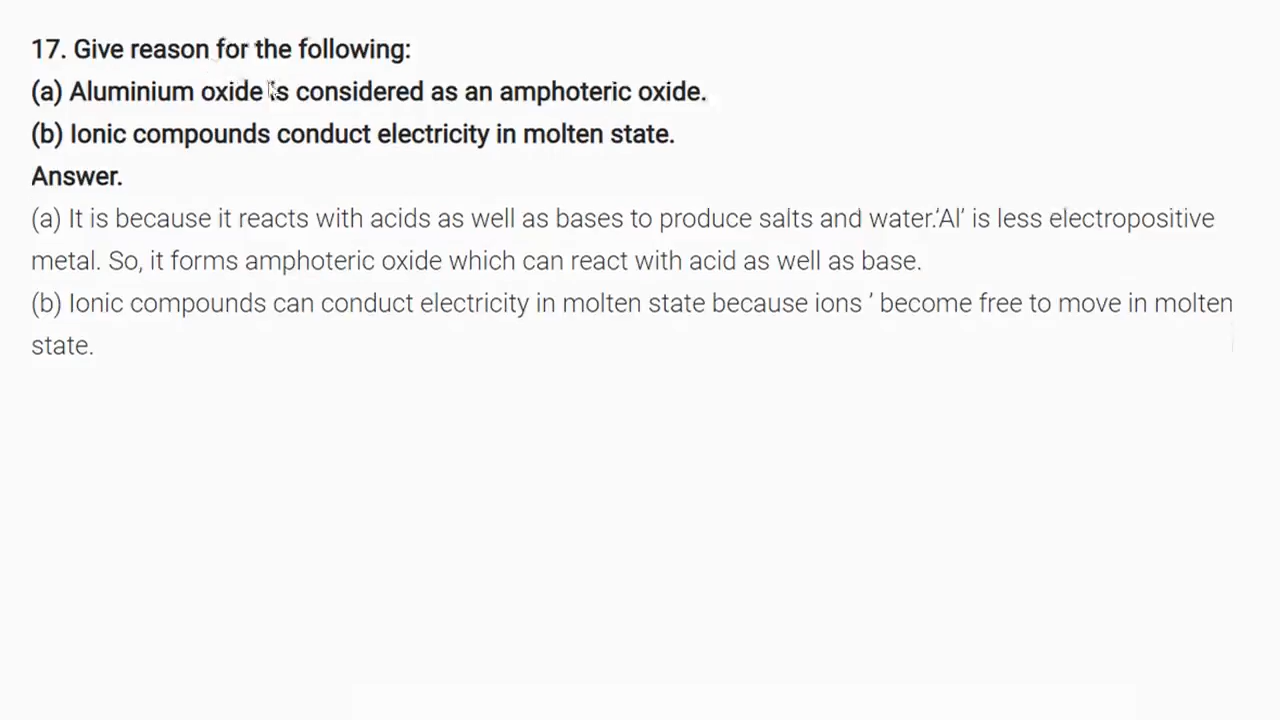 17. Give reason for the following:
(a) Aluminium oxide is considered as an amphoteric oxide.
(b) Ionic compounds conduct electricity in molten state.
Answer.
(a) It is because it reacts with acids as well as bases to produce salts and water.‘Al’ is less electropositive
metal. So, it forms amphoteric oxide which can react with acid as well as base.
(b) Ionic compounds can conduct electricity in molten state because ions ’ become free to move in molten
state.